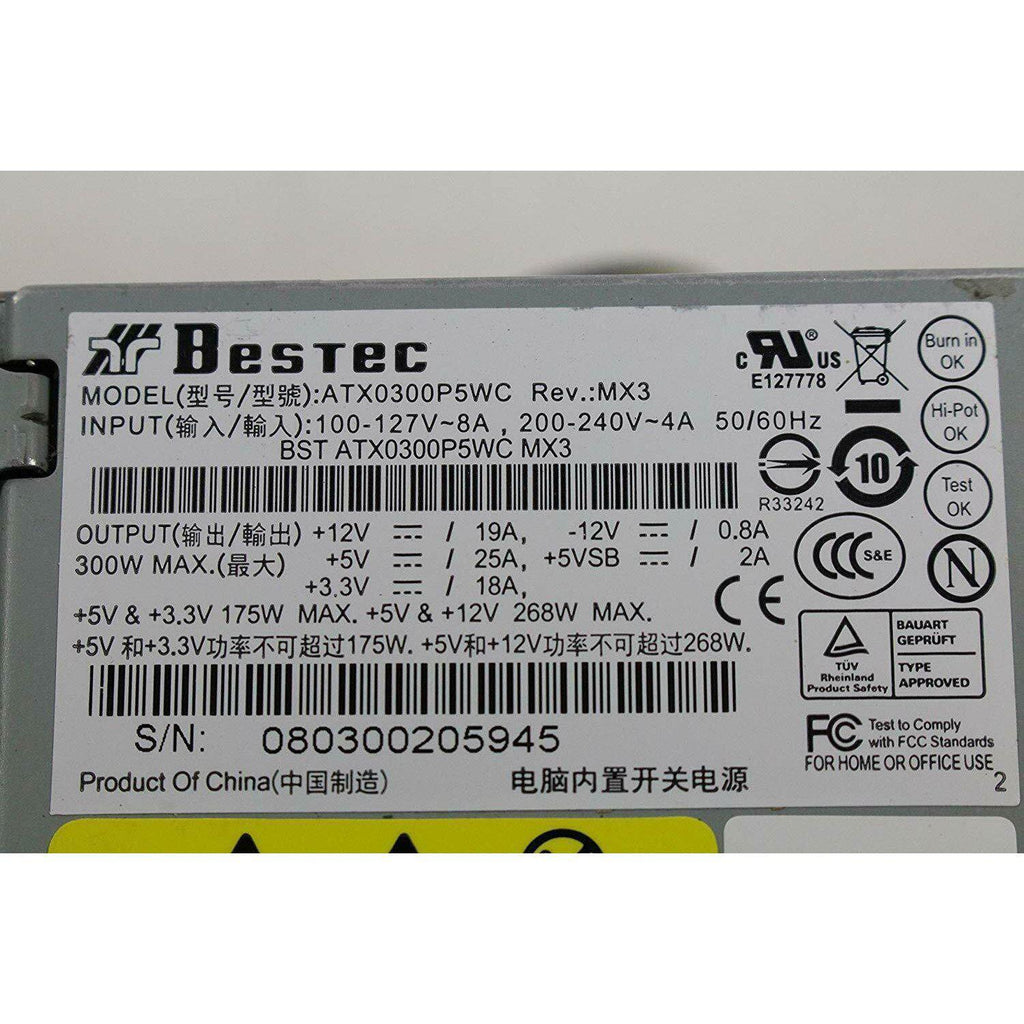 BESTEC
MODEL(型号/型號):ATX0300P5WC Rev.:MX3
INPUT(输入/輸入):100-127V~8A , 200-240V~4A 50/60Hz
BST ATX0300P5WC MX3
OUTPUT(输出/輸出) +12V ⎓ / 19A, -12V ⎓ / 0.8A
300W MAX.(最大) +5V ⎓ / 25A, +5VSB ⎓ / 2A
+3.3V ⎓ / 18A,
+5V & +3.3V 175W MAX. +5V & +12V 268W MAX.
+5V 和+3.3V功率不可超过175W. +5V和+12V功率不可超过268W.
S/N: 080300205945
Product Of China(中国制造) 电脑内置开关电源
c RU ® US
E127778
Burn in
OK
Hi-Pot
OK
Test
OK
10
R33242
CCC S&E
N
CE
TÜV
Rheinland
Product Safety
BAUART
GEPRÜFT
TYPE
APPROVED
FC Test to Comply
with FCC Standards
FOR HOME OR OFFICE USE
2